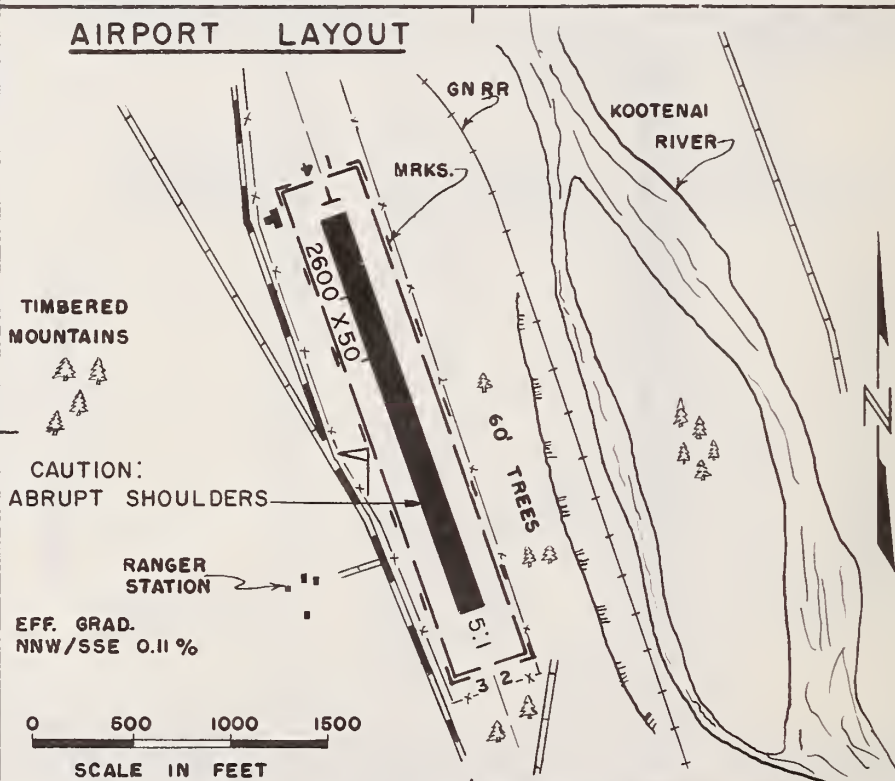 AIRPORT LAYOUT
GN RR
KOOTENAI
RIVER
MRKS.
2600' X 50'
TIMBERED
MOUNTAINS
60' TREES
N
CAUTION:
ABRUPT SHOULDERS
RANGER
STATION
5:1
EFF. GRAD.
NNW/SSE 0.11 %
3 2
0 500 1000 1500
SCALE IN FEET